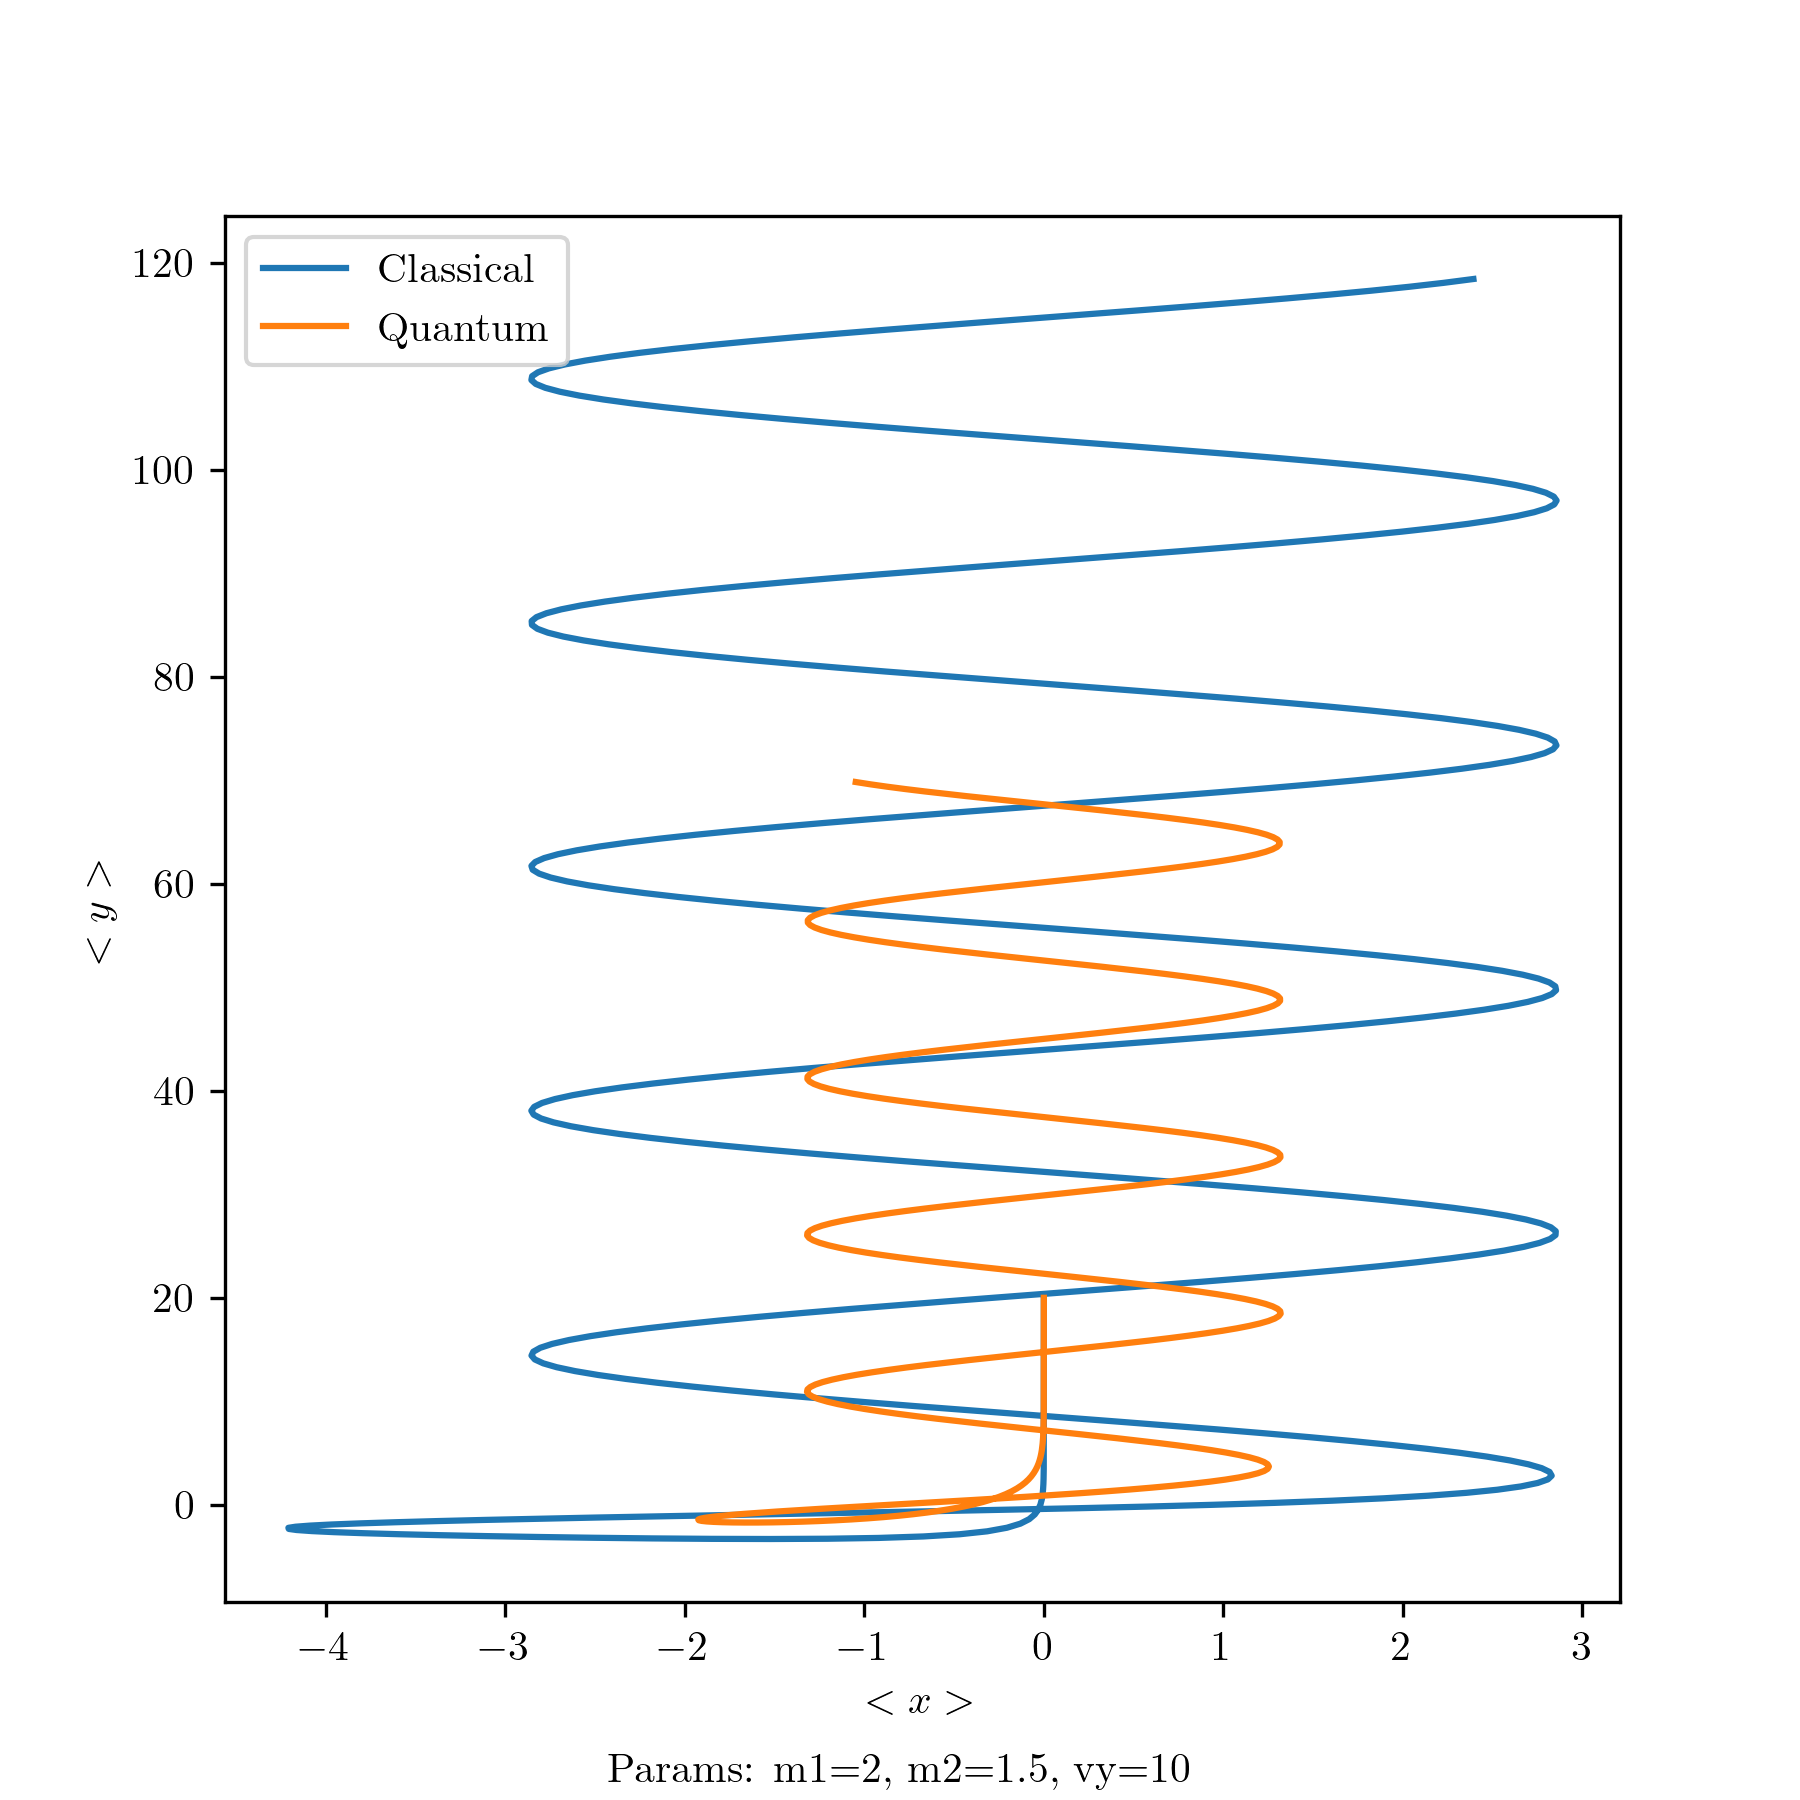 Classical
Quantum
120
100
80
60
40
20
0
< y >
−4 −3 −2 −1 0 1 2 3
< x >
Params: m1=2, m2=1.5, vy=10